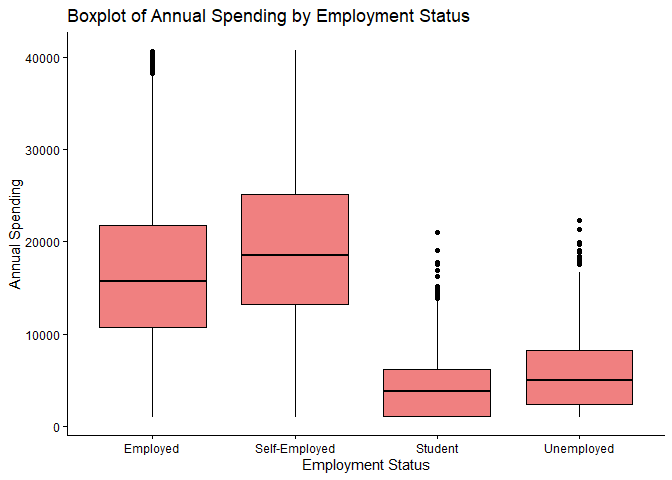 Boxplot of Annual Spending by Employment Status
Annual Spending
40000
30000
20000
10000
0
Employed Self-Employed Student Unemployed
Employment Status